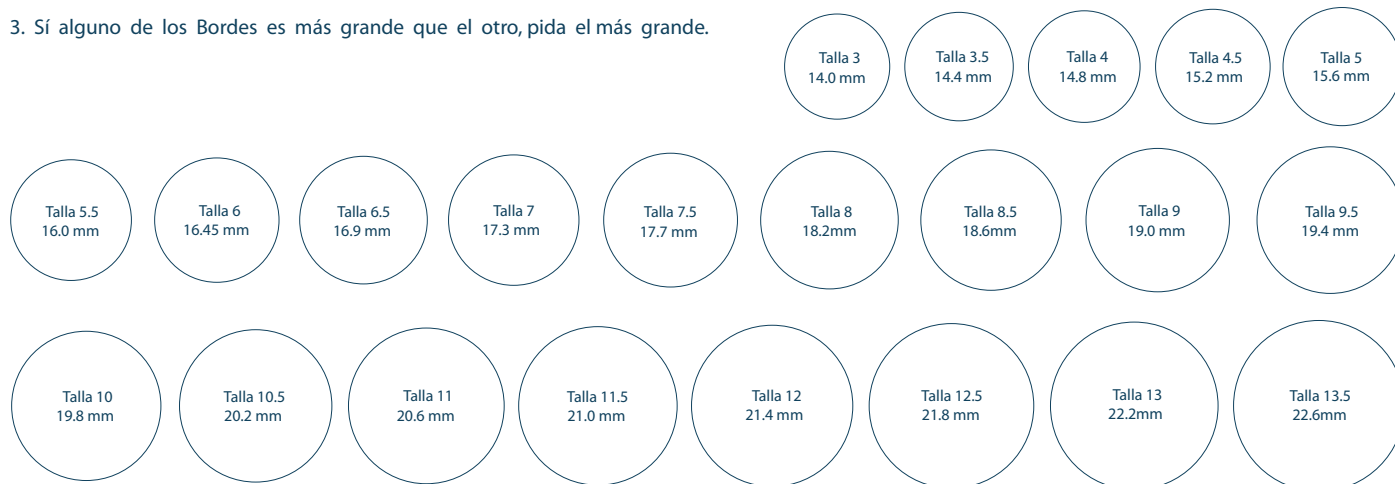 3. Sí alguno de los Bordes es más grande que el otro, pida el más grande.
Talla 3
14.0 mm
Talla 3.5
14.4 mm
Talla 4
14.8 mm
Talla 4.5
15.2 mm
Talla 5
15.6 mm
Talla 5.5
16.0 mm
Talla 6
16.45 mm
Talla 6.5
16.9 mm
Talla 7
17.3 mm
Talla 7.5
17.7 mm
Talla 8
18.2mm
Talla 8.5
18.6mm
Talla 9
19.0 mm
Talla 9.5
19.4 mm
Talla 10
19.8 mm
Talla 10.5
20.2 mm
Talla 11
20.6 mm
Talla 11.5
21.0 mm
Talla 12
21.4 mm
Talla 12.5
21.8 mm
Talla 13
22.2mm
Talla 13.5
22.6mm